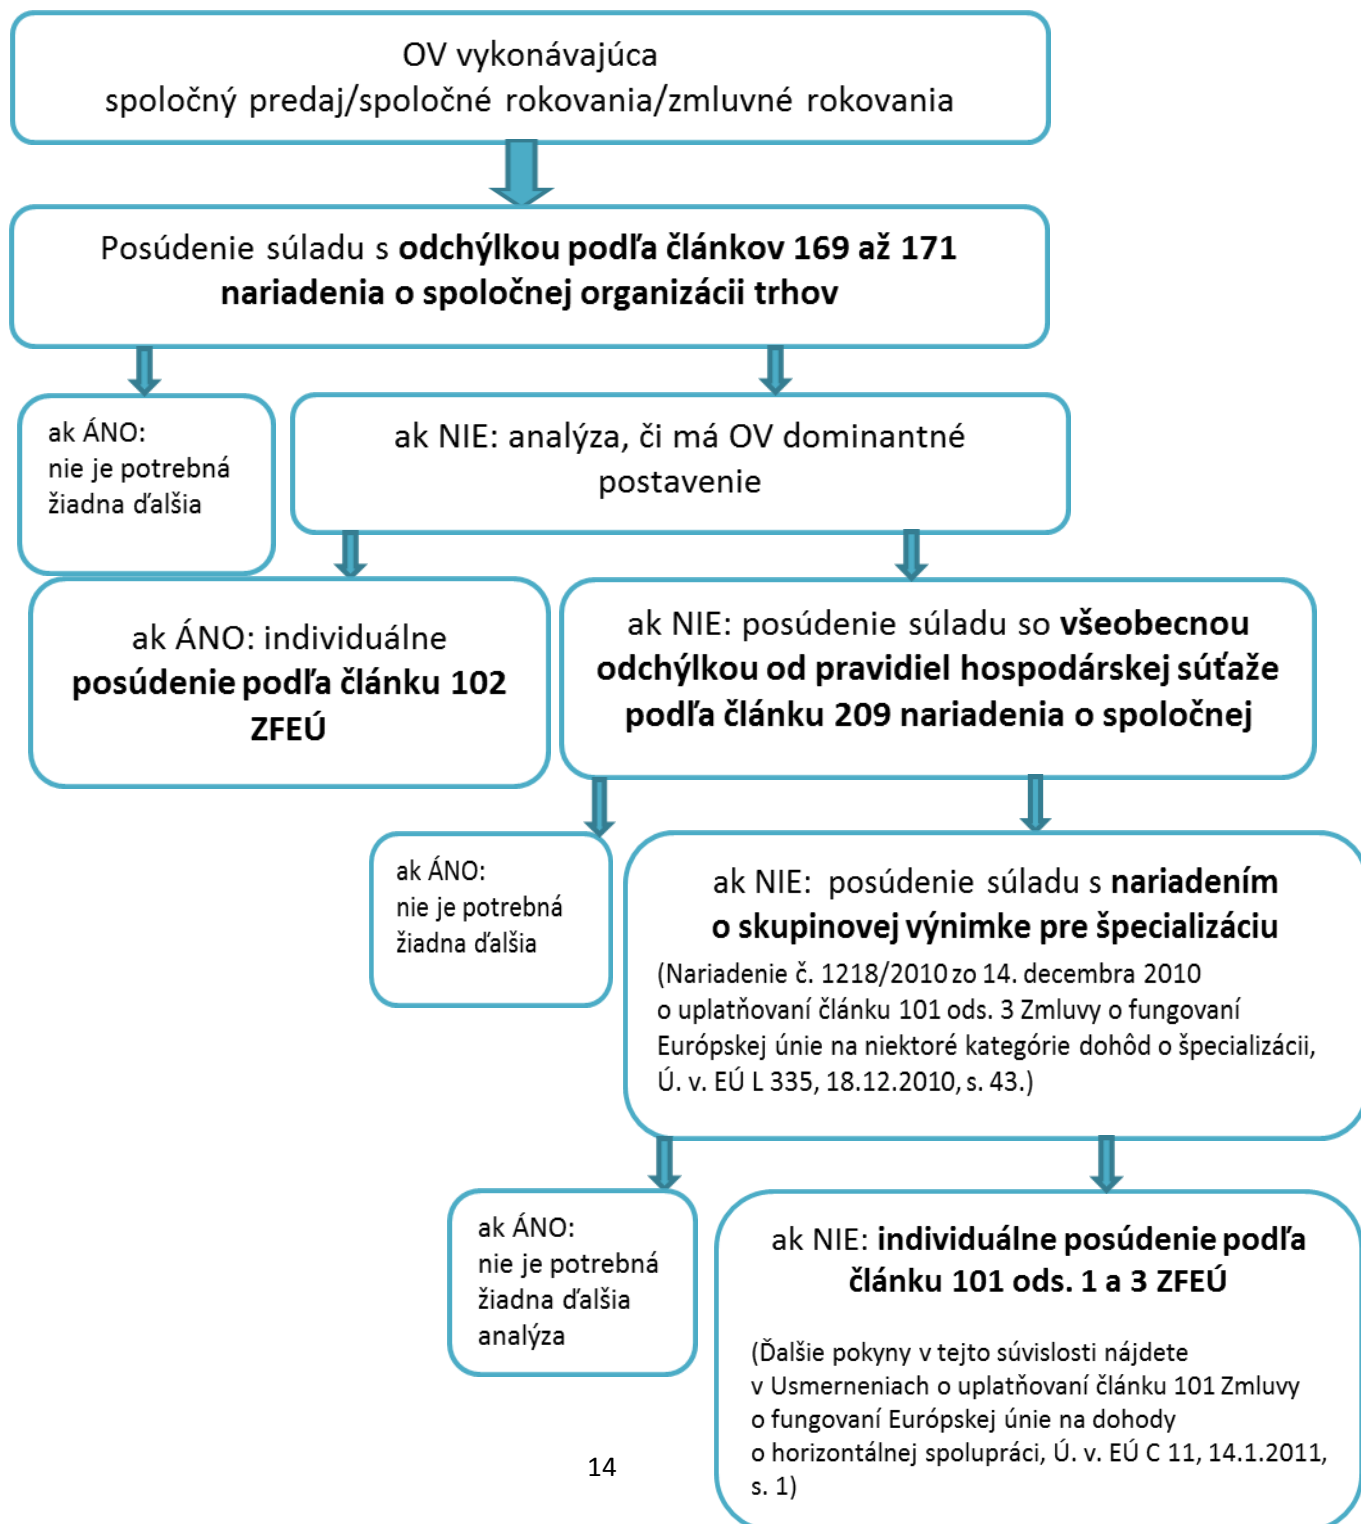 OV vykonávajúca
spoločný predaj/spoločné rokovania/zmluvné rokovania
Posúdenie súladu s odchýlkou podľa článkov 169 až 171
nariadenia o spoločnej organizácii trhov
ak ÁNO:
nie je potrebná
žiadna ďalšia
ak NIE: analýza, či má OV dominantné
postavenie
ak ÁNO: individuálne
posúdenie podľa článku 102
ZFEÚ
ak NIE: posúdenie súladu so všeobecnou
odchýlkou od pravidiel hospodárskej súťaže
podľa článku 209 nariadenia o spoločnej
ak ÁNO:
nie je potrebná
žiadna ďalšia
ak NIE: posúdenie súladu s nariadením
o skupinovej výnimke pre špecializáciu
(Nariadenie č. 1218/2010 zo 14. decembra 2010
o uplatňovaní článku 101 ods. 3 Zmluvy o fungovaní
Európskej únie na niektoré kategórie dohôd o špecializácii,
Ú. v. EÚ L 335, 18.12.2010, s. 43.)
ak ÁNO:
nie je potrebná
žiadna ďalšia
analýza
ak NIE: individuálne posúdenie podľa
článku 101 ods. 1 a 3 ZFEÚ
(Ďalšie pokyny v tejto súvislosti nájdete
v Usmerneniach o uplatňovaní článku 101 Zmluvy
o fungovaní Európskej únie na dohody
o horizontálnej spolupráci, Ú. v. EÚ C 11, 14.1.2011,
s. 1)
14